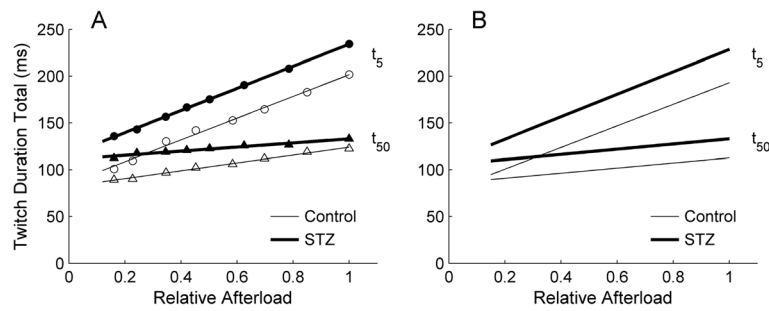 A
B
Twitch Duration Total (ms)
250
200
150
100
50
0
t5
t50
Control
STZ
0 0.2 0.4 0.6 0.8 1
Relative Afterload
250
200
150
100
50
0
t5
t50
Control
STZ
0 0.2 0.4 0.6 0.8 1
Relative Afterload